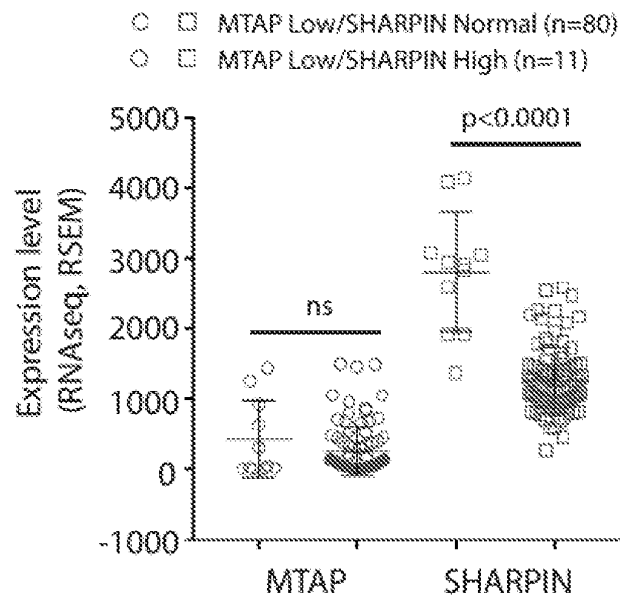 MTAP Low/SHARPIN Normal (n=80)
MTAP Low/SHARPIN High (n=11)
Expression level
(RNAseq, RSEM)
5000
4000
3000
2000
1000
0
-1000
ns
p<0.0001
MTAP
SHARPIN